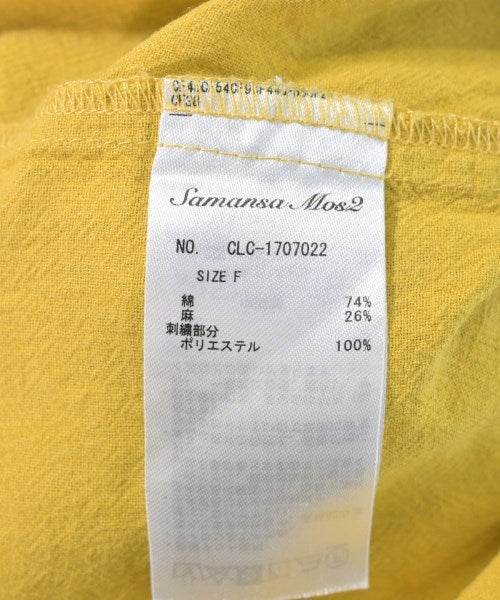 Samansa Mos2
NO. CLC-1707022
SIZE F
綿 74%
麻 26%
刺繍部分
ポリエステル 100%